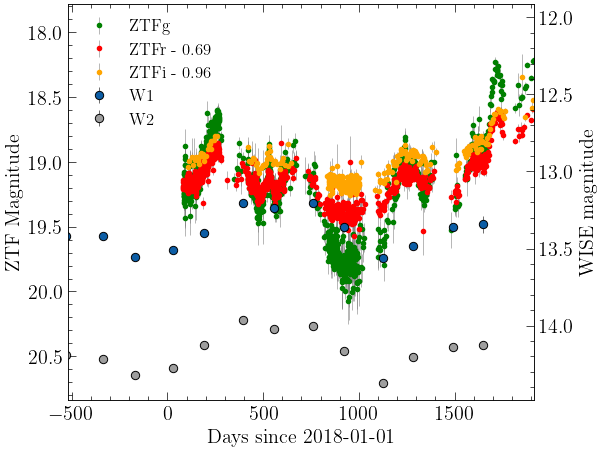 ZTFg
ZTFr - 0.69
ZTFi - 0.96
W1
W2
18.0
18.5
19.0
19.5
20.0
20.5
ZTF Magnitude
12.0
12.5
13.0
13.5
14.0
WISE magnitude
−500
0
500
1000
1500
Days since 2018-01-01